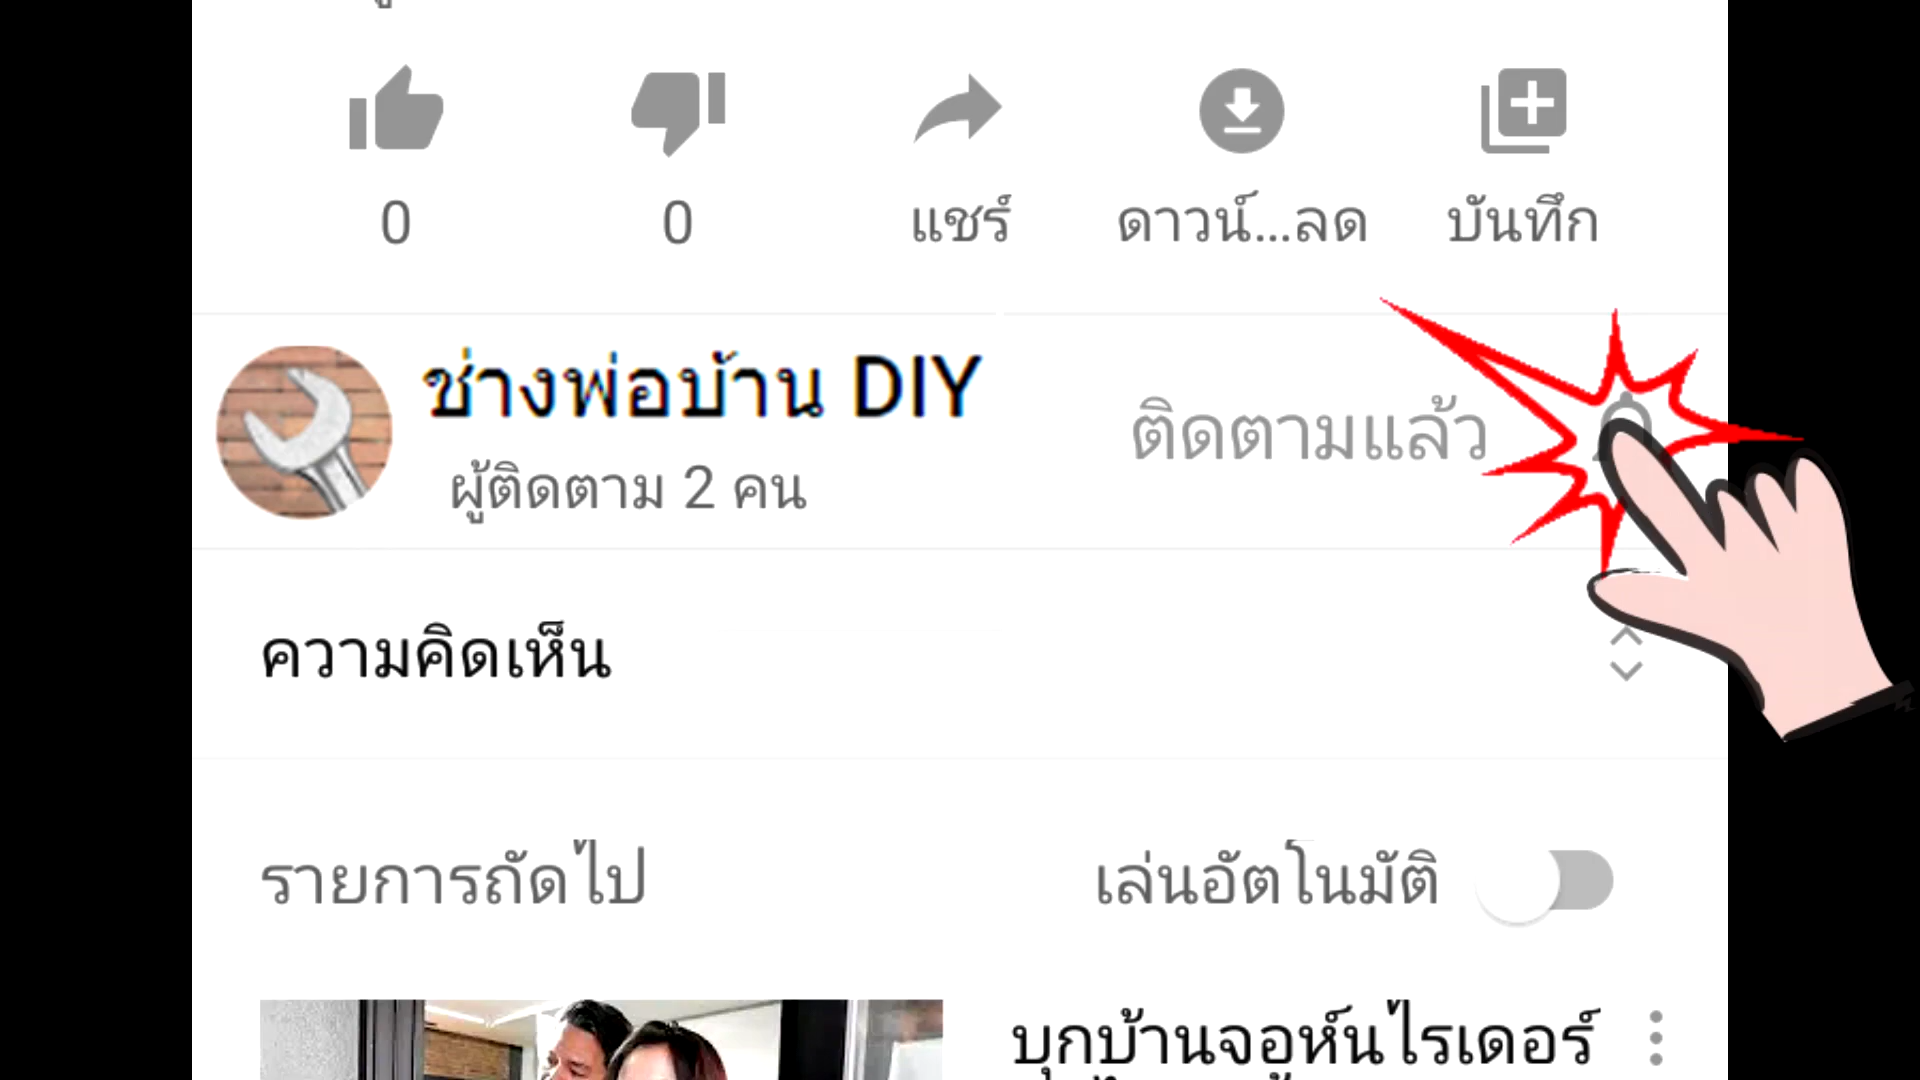 0
0
แชร์
ดาวน์...ลด
บันทึก
ช่างพ่อบ้าน DIY
ติดตามแล้ว
ผู้ติดตาม 2 คน
ความคิดเห็น
รายการถัดไป
เล่นอัตโนมัติ
บุกบ้านจอห์นไรเดอร์